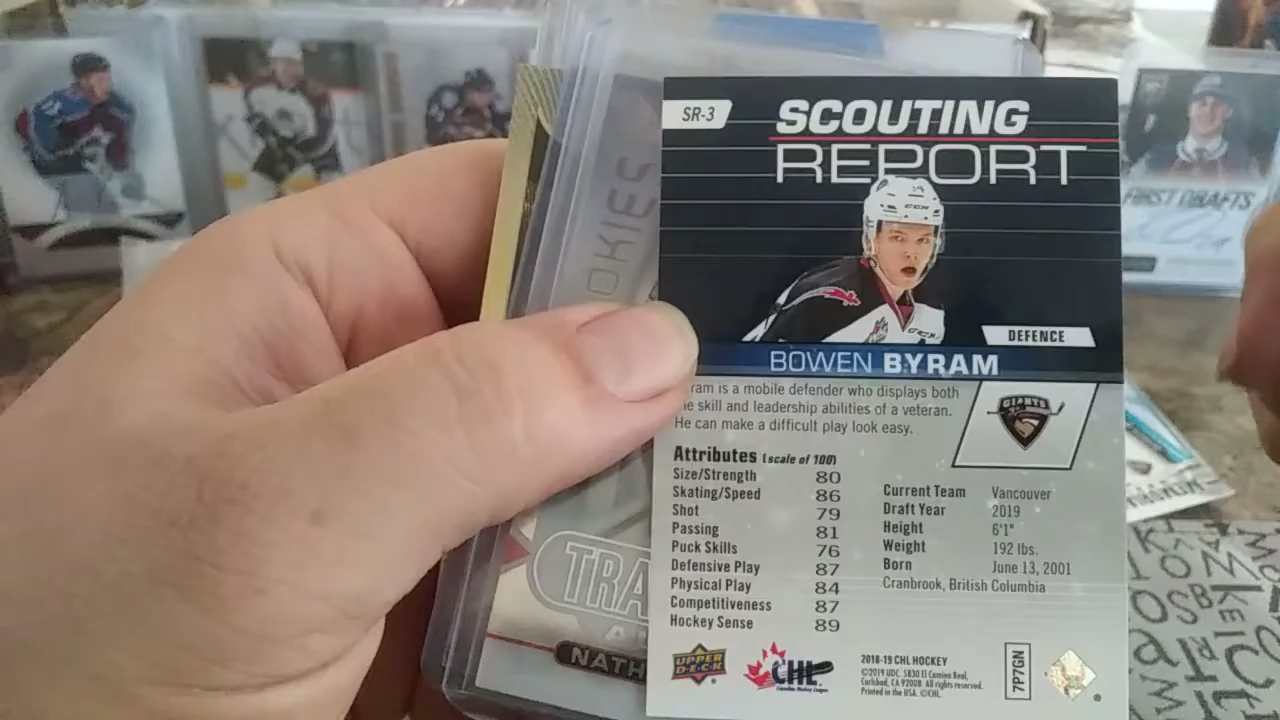 SR-3
SCOUTING
REPORT
DEFENCE
BOWEN BYRAM
ram is a mobile defender who displays both
e skill and leadership abilities of a veteran.
He can make a difficult play look easy.
GIANTS
Attributes (scale of 100)
Size/Strength 80
Skating/Speed 86
Shot 79
Passing 81
Puck Skills 76
Defensive Play 87
Physical Play 84
Competitiveness 87
Hockey Sense 89
Current Team Vancouver
Draft Year 2019
Height 6'1"
Weight 192 lbs.
Born June 13, 2001
Cranbrook, British Columbia
UPPER DECK
CHL
Canadian Hockey League
2018-19 CHL HOCKEY
©2019 UDC. 5830 El Camino Real,
Carlsbad, CA 92008. All rights reserved.
Printed in the USA. ©CHL.
7P7GN
OKIES
TRA
NATH
FIRST DRAFTS